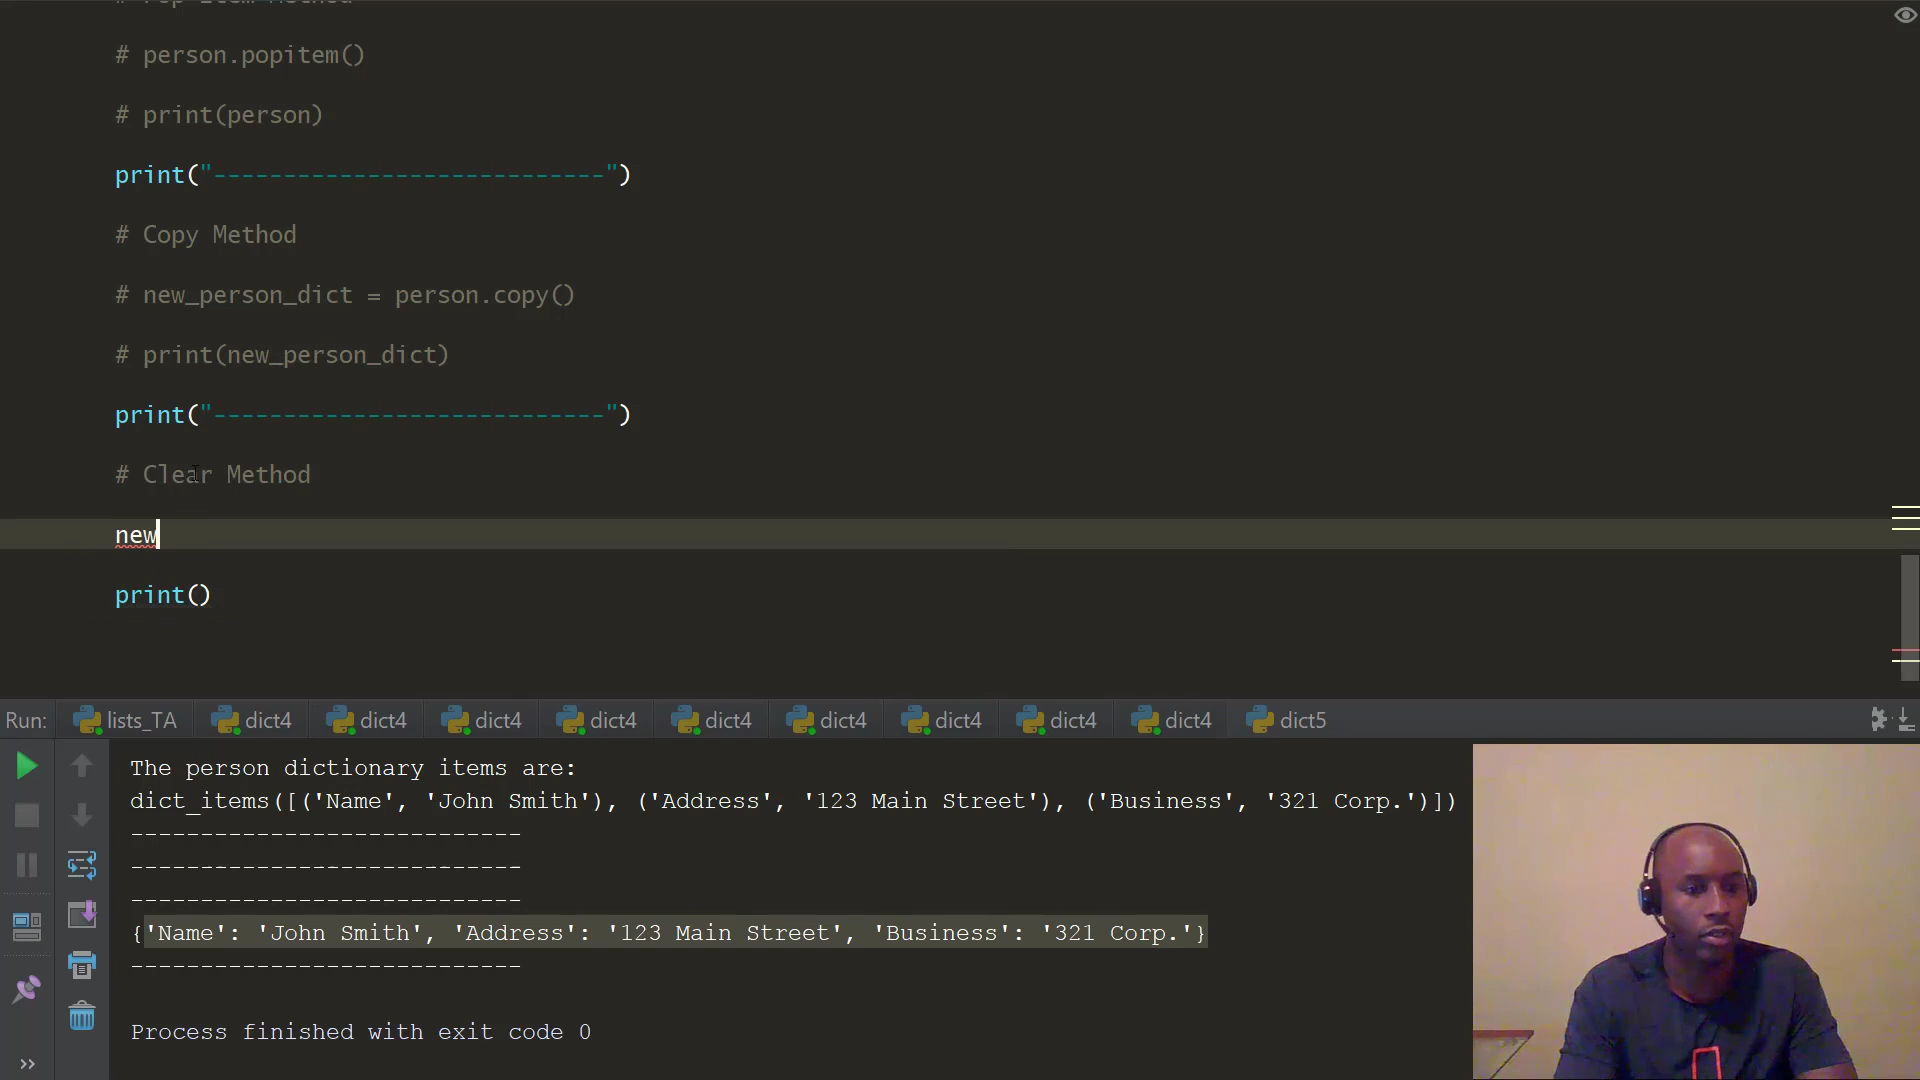 # person.popitem()
# print(person)
print("----------------------------")
# Copy Method
# new_person_dict = person.copy()
# print(new_person_dict)
print("----------------------------")
# Clear Method
new
print()
Run: lists_TA dict4 dict4 dict4 dict4 dict4 dict4 dict4 dict4 dict4 dict5
The person dictionary items are:
dict_items([('Name', 'John Smith'), ('Address', '123 Main Street'), ('Business', '321 Corp.')])
----------------------------
----------------------------
----------------------------
{'Name': 'John Smith', 'Address': '123 Main Street', 'Business': '321 Corp.'}
----------------------------
Process finished with exit code 0